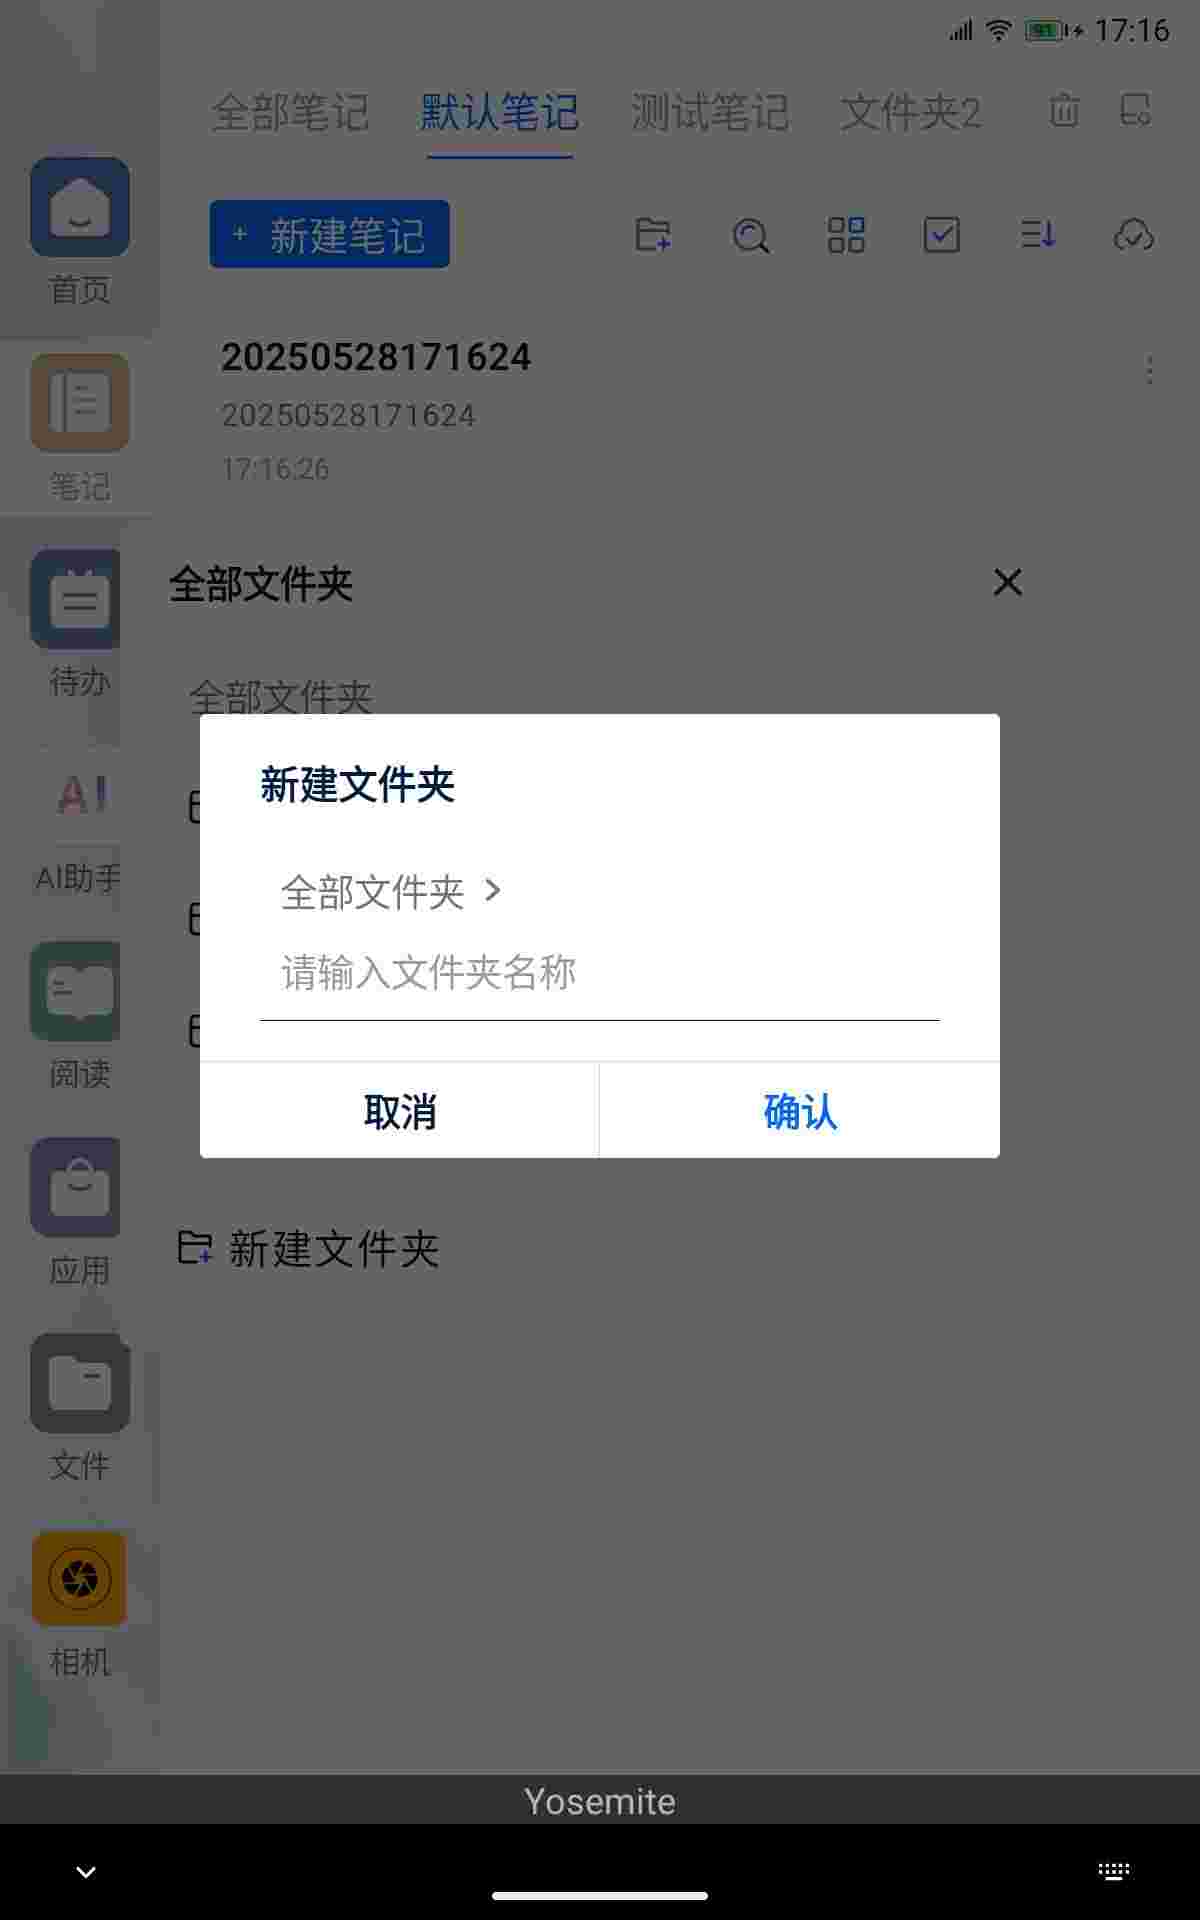 91 17:16
全部笔记 默认笔记 测试笔记 文件夹2
+ 新建笔记
首页
20250528171624
20250528171624
17:16:26
笔记
全部文件夹
待办
全部文件夹
新建文件夹
AI
AI助手
全部文件夹 >
请输入文件夹名称
阅读
取消 确认
新建文件夹
应用
文件
相机
Yosemite